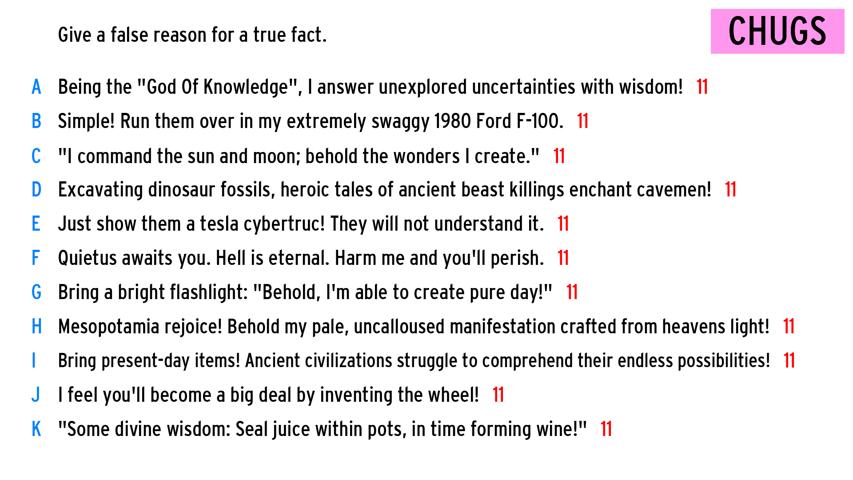 Give a false reason for a true fact.
CHUGS
A Being the "God Of Knowledge", I answer unexplored uncertainties with wisdom! 11
B Simple! Run them over in my extremely swaggy 1980 Ford F-100. 11
C "I command the sun and moon; behold the wonders I create." 11
D Excavating dinosaur fossils, heroic tales of ancient beast killings enchant cavemen! 11
E Just show them a tesla cybertruc! They will not understand it. 11
F Quietus awaits you. Hell is eternal. Harm me and you'll perish. 11
G Bring a bright flashlight: "Behold, I'm able to create pure day!" 11
H Mesopotamia rejoice! Behold my pale, uncalloused manifestation crafted from heavens light! 11
I Bring present-day items! Ancient civilizations struggle to comprehend their endless possibilities! 11
J I feel you'll become a big deal by inventing the wheel! 11
K "Some divine wisdom: Seal juice within pots, in time forming wine!" 11